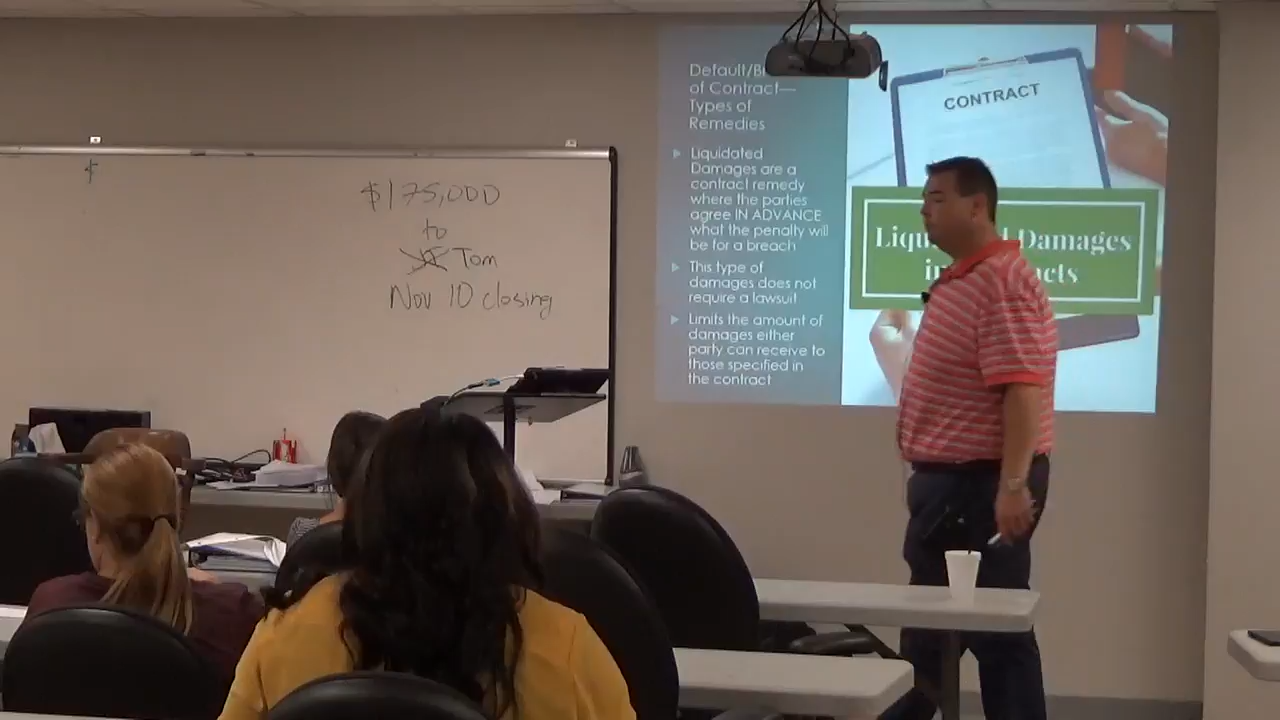 $175,000
to
Tom
Nov 10 closing
Default/B
of Contract—
Types of
Remedies
Liquidated
Damages are a
contract remedy
where the parties
agree IN ADVANCE
what the penalty will
be for a breach
This type of
damages does not
require a lawsuit
Limits the amount of
damages either
party can receive to
those specified in
the contract
CONTRACT
Damages